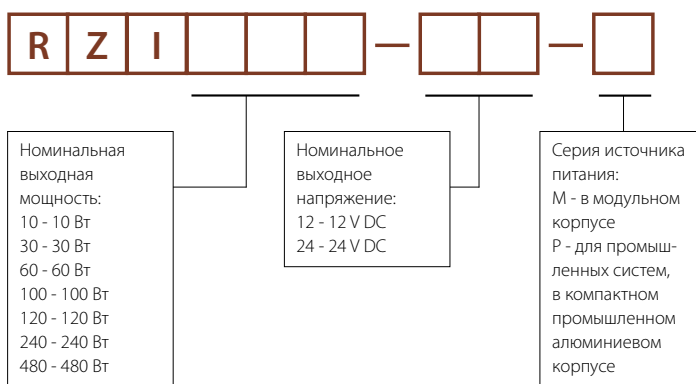 R Z I — —
Номинальная
выходная
мощность:
10 - 10 Вт
30 - 30 Вт
60 - 60 Вт
100 - 100 Вт
120 - 120 Вт
240 - 240 Вт
480 - 480 Вт
Номинальное
выходное
напряжение:
12 - 12 V DC
24 - 24 V DC
Серия источника
питания:
М - в модульном
корпусе
Р - для промыш-
ленных систем,
в компактном
промышленном
алюминиевом
корпусе